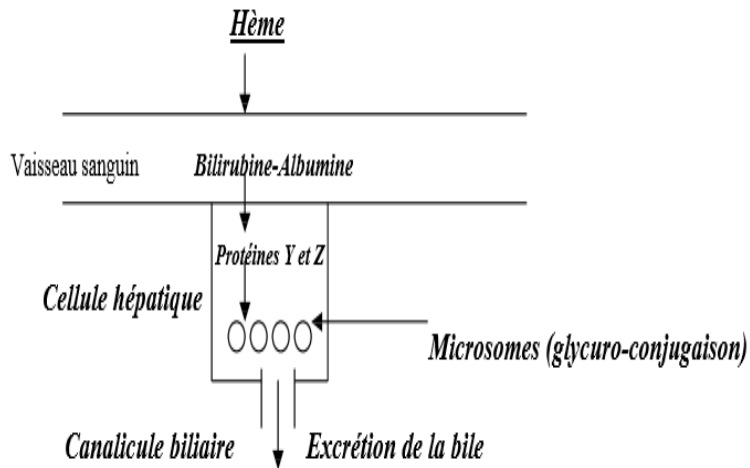 Hème
Vaisseau sanguin
Bilirubine-Albumine
Protéines Y et Z
Cellule hépatique
Microsomes (glycuro-conjugaison)
Canalicule biliaire
Excrétion de la bile